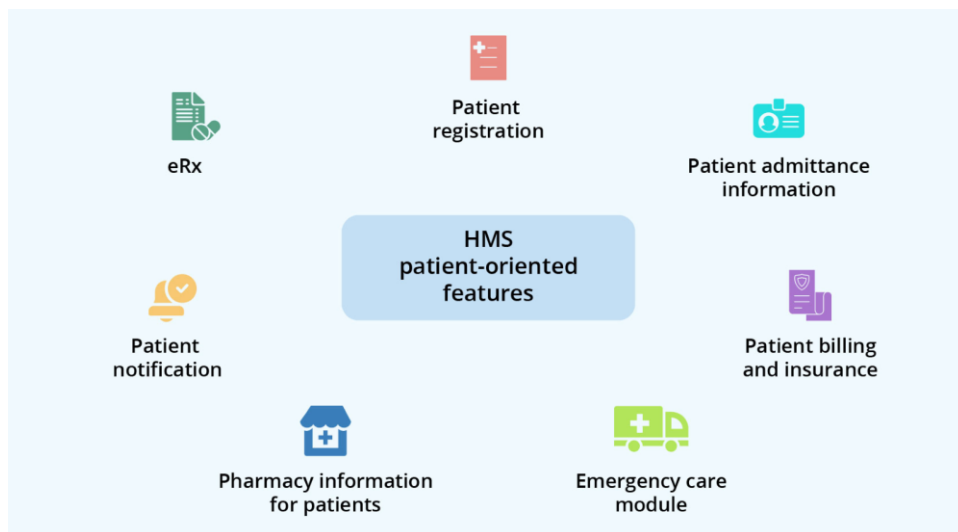 Patient
registration
eRx
Patient admittance
information
HMS
patient-oriented
features
Patient
notification
Patient billing
and insurance
Pharmacy information
for patients
Emergency care
module